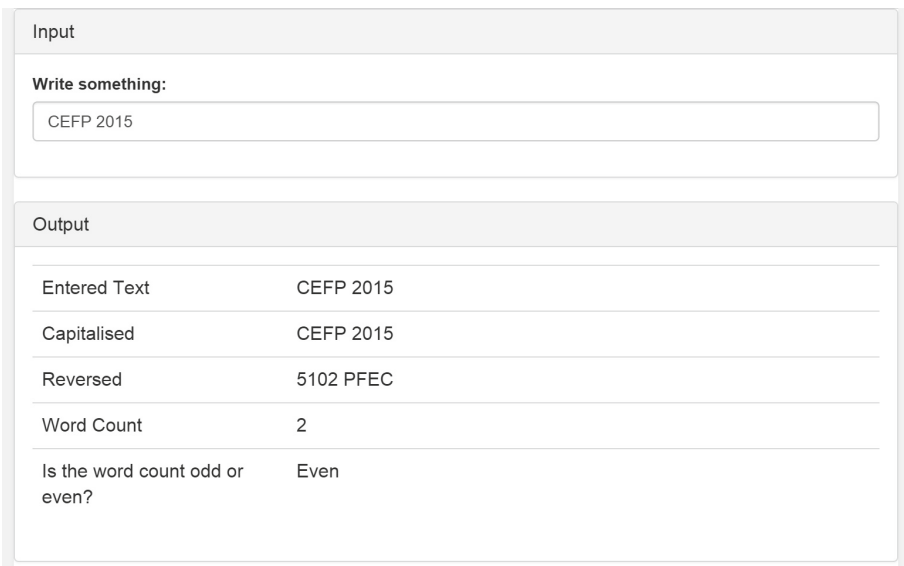 Input
Write something:
CEFP 2015
Output
Entered Text CEFP 2015
Capitalised CEFP 2015
Reversed 5102 PFEC
Word Count 2
Is the word count odd or Even
even?